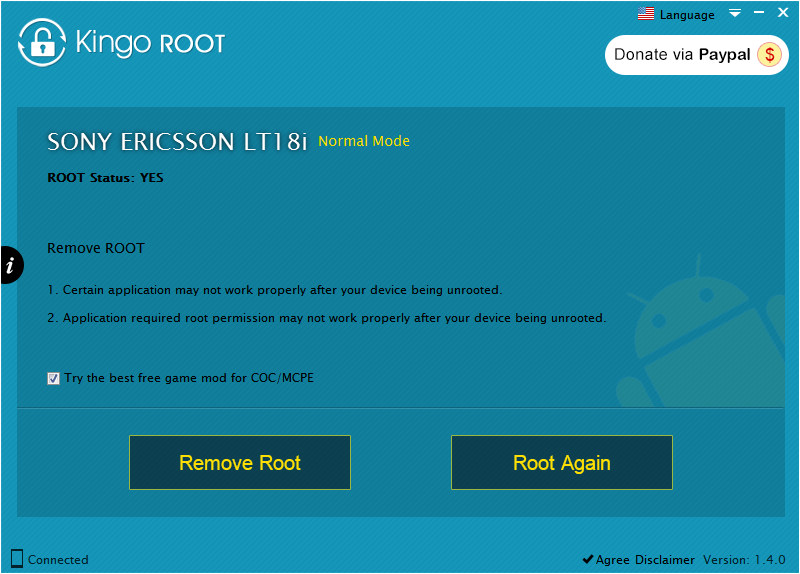 Language
Kingo ROOT
Donate via Paypal $
SONY ERICSSON LT18i Normal Mode
ROOT Status: YES
i
Remove ROOT
1. Certain application may not work properly after your device being unrooted.
2. Application required root permission may not work properly after your device being unrooted.
Try the best free game mod for COC/MCPE
Remove Root
Root Again
Connected
Agree Disclaimer Version: 1.4.0